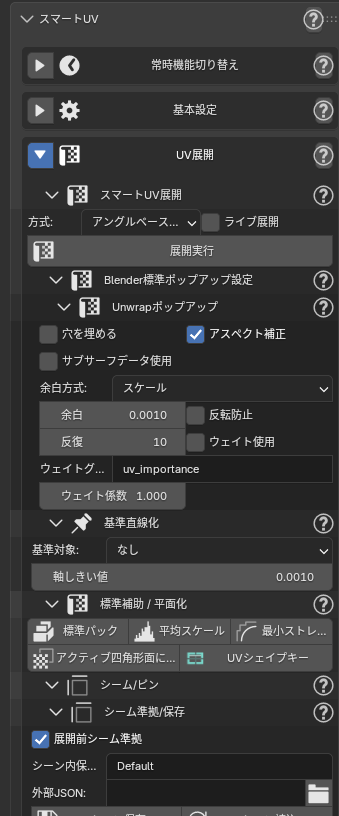 スマートUV
常時機能切り替え
基本設定
UV展開
スマートUV展開
方式: アングルベース... ライブ展開
展開実行
Blender標準ポップアップ設定
Unwrapポップアップ
穴を埋める アスペクト補正
サブサーフデータ使用
余白方式: スケール
余白 0.0010 反転防止
反復 10 ウェイト使用
ウェイトグ... uv_importance
ウェイト係数 1.000
基準直線化
基準対象: なし
軸しきい値 0.0010
標準補助 / 平面化
標準パック 平均スケール 最小ストレ...
アクティブ四角形面に... UVシェイプキー
シーム/ピン
シーム準拠/保存
展開前シーム準拠
シーン内保... Default
外部JSON: